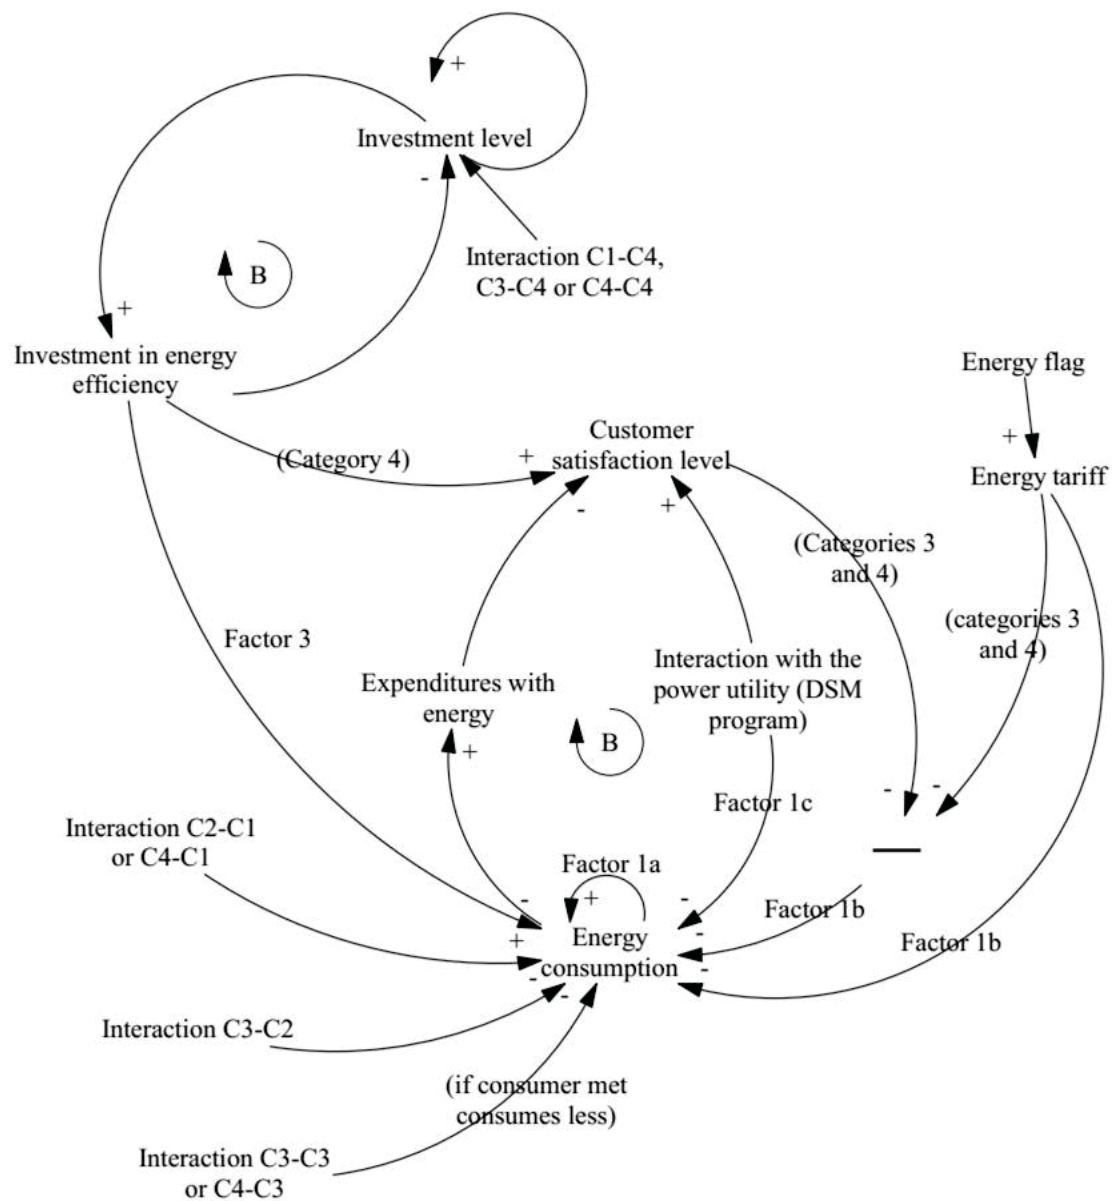 +
Investment level
-
Interaction C1-C4,
C3-C4 or C4-C4
B
+
Investment in energy
efficiency
Energy flag
+
Energy tariff
Customer
satisfaction level
(Category 4)
+
-
+
(Categories 3
and 4)
(categories 3
and 4)
Factor 3
Expenditures with
energy
+
Interaction with the
power utility (DSM
program)
B
Factor 1c
-
-
Interaction C2-C1
or C4-C1
Factor 1a
+
-
-
Factor 1b
-
Factor 1b
-
+
Energy
consumption
-
-
Interaction C3-C2
(if consumer met
consumes less)
Interaction C3-C3
or C4-C3